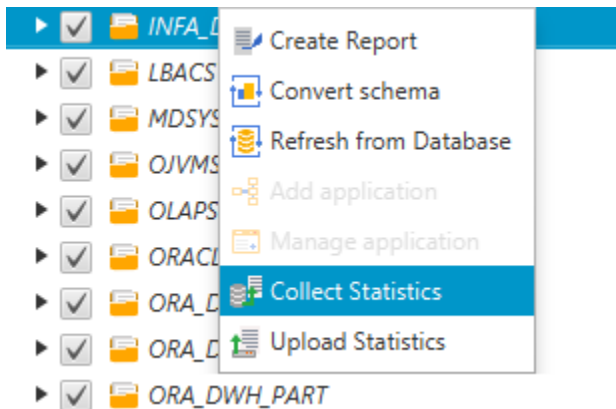 INFA_D
LBACS
MDSYS
OJVMS
OLAPS
ORACL
ORA_D
ORA_D
ORA_DWH_PART
Create Report
Convert schema
Refresh from Database
Add application
Manage application
Collect Statistics
Upload Statistics